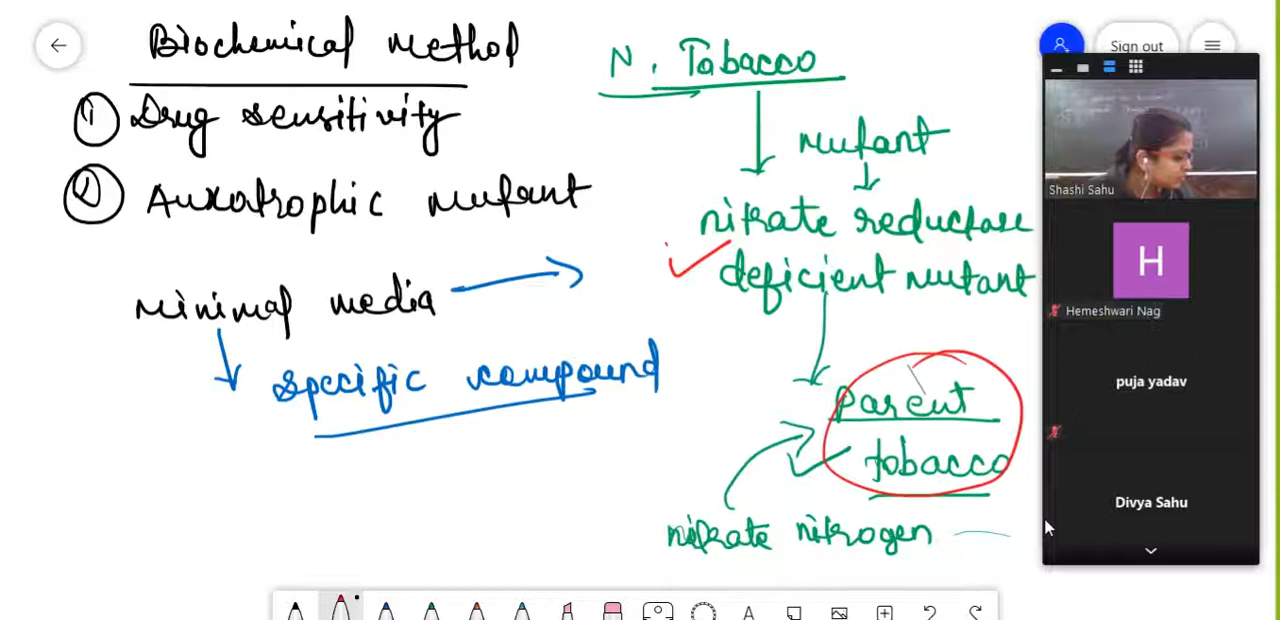 Biochemical method
① Drug sensitivity
② Auxotrophic mutant
minimal media
specific compound
N. Tobacco
mutant
nitrate reductase
deficient mutant
parent
tobacco
nitrate nitrogen
Sign out
Shashi Sahu
H
Hemeshwari Nag
puja yadav
Divya Sahu
A